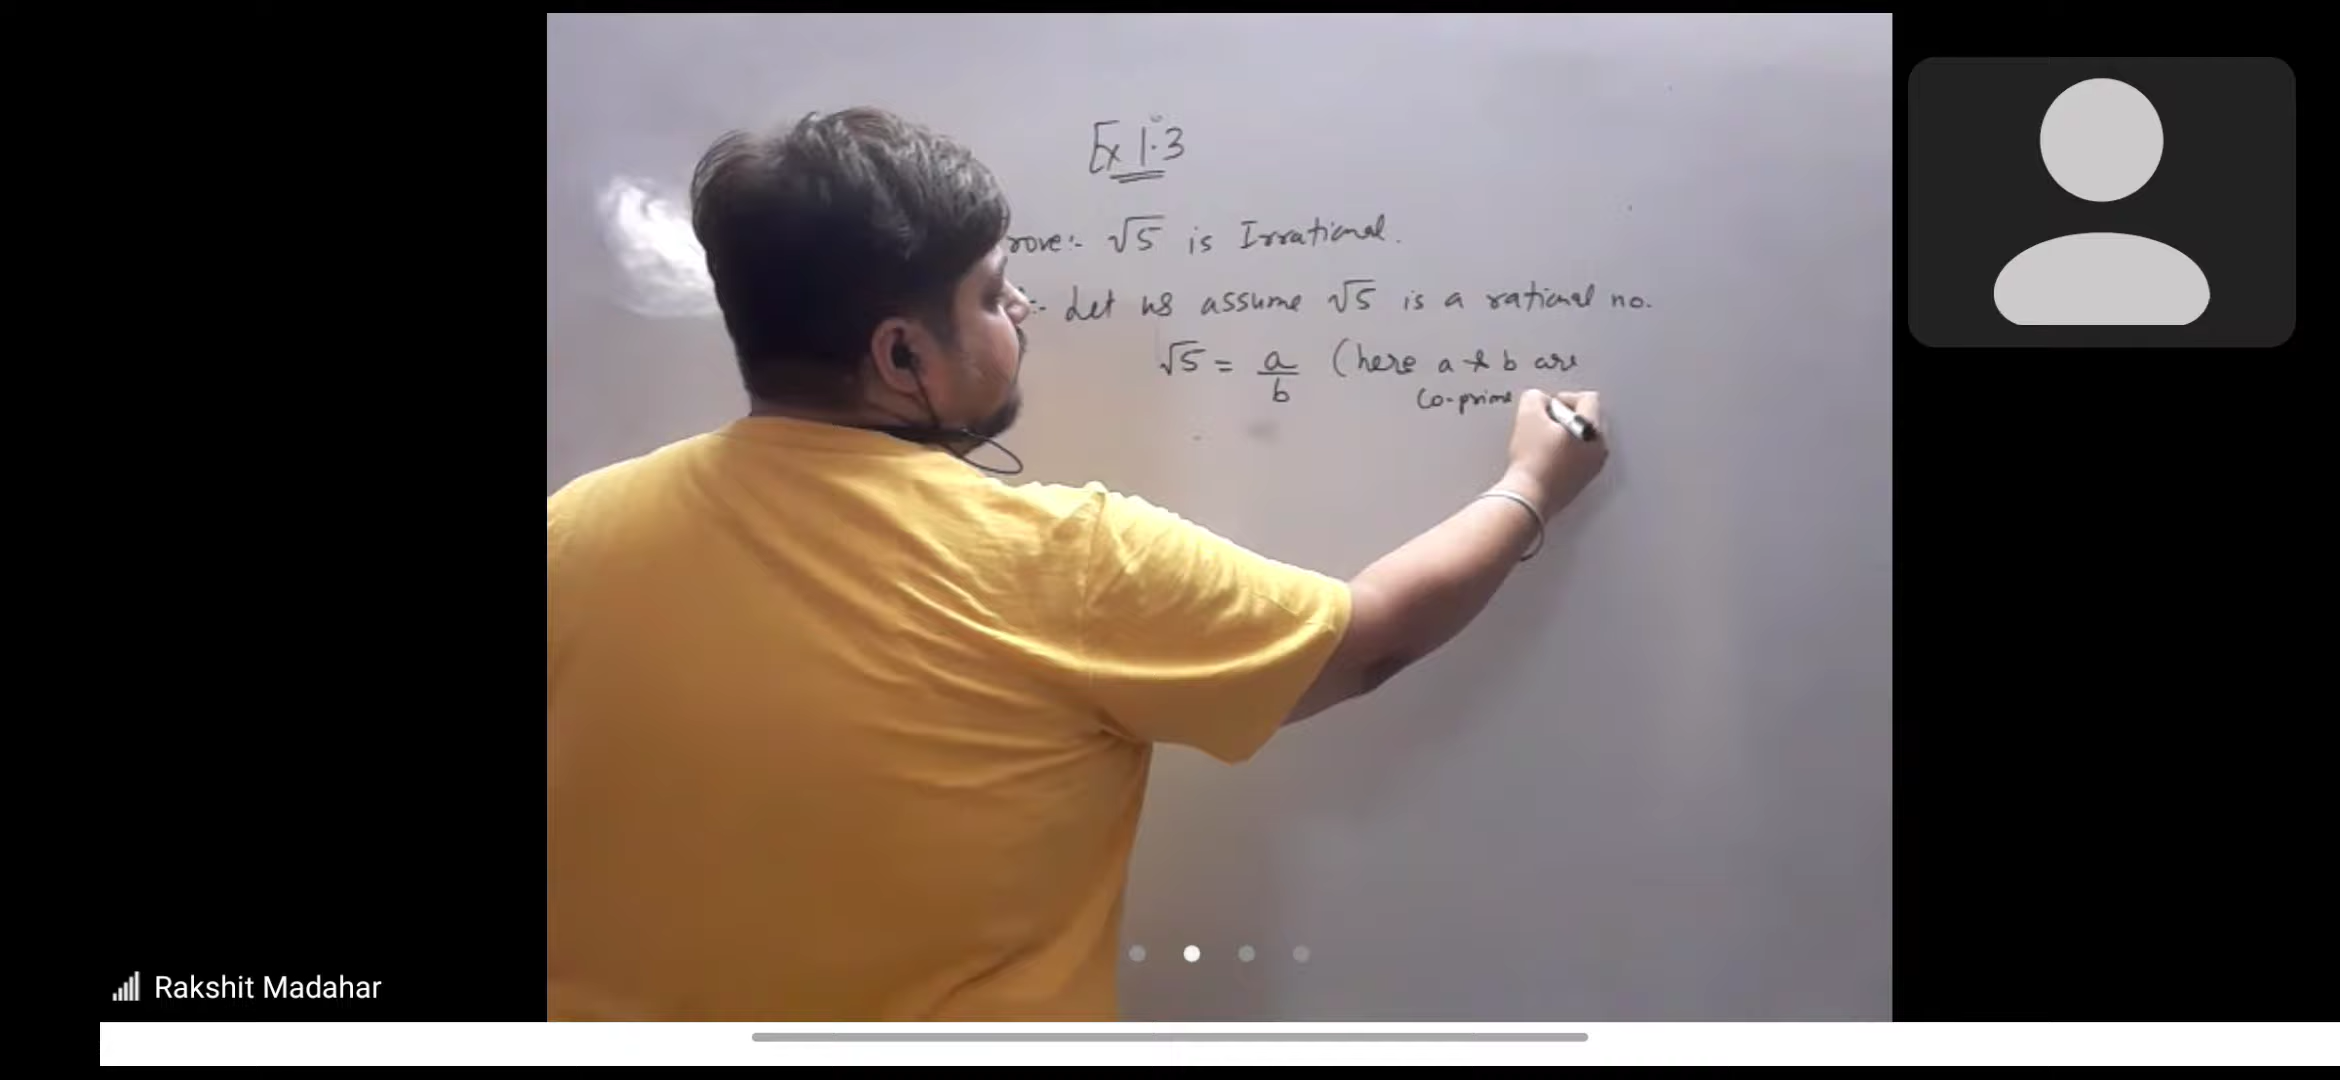 Ex 1.3
rove:- √5 is Irrational.
:- Let us assume √5 is a rational no.
√5 = a/b (here a & b are
co-prime
Rakshit Madahar